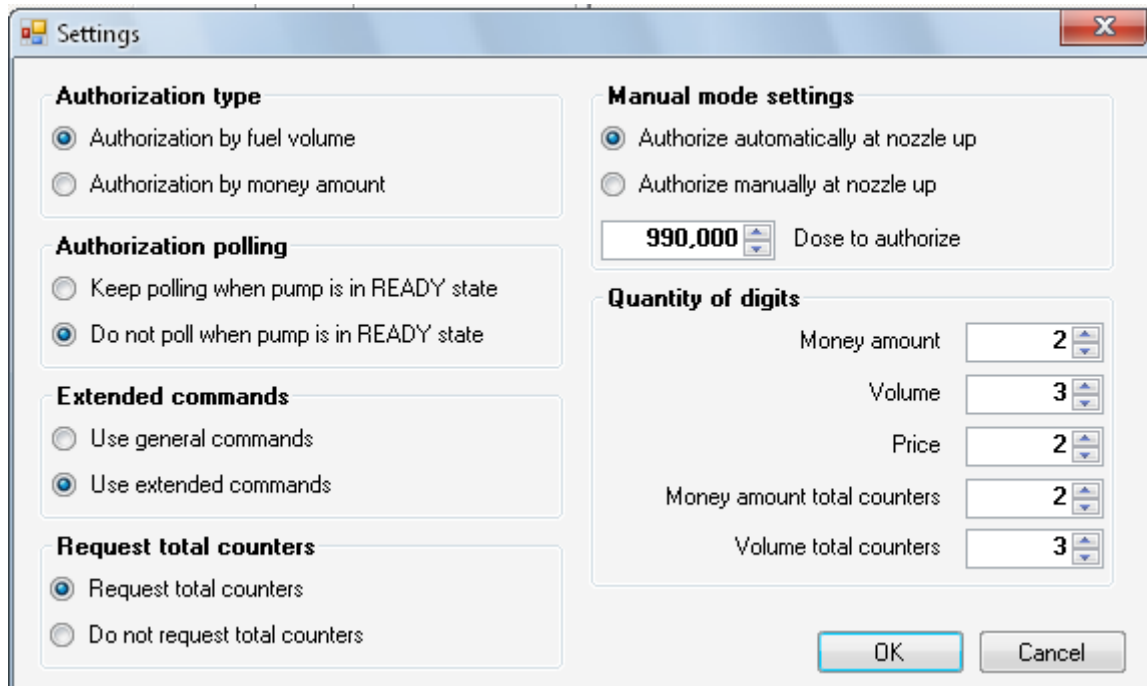 Settings
Authorization type
Authorization by fuel volume
Authorization by money amount
Authorization polling
Keep polling when pump is in READY state
Do not poll when pump is in READY state
Extended commands
Use general commands
Use extended commands
Request total counters
Request total counters
Do not request total counters
Manual mode settings
Authorize automatically at nozzle up
Authorize manually at nozzle up
990,000 Dose to authorize
Quantity of digits
Money amount 2
Volume 3
Price 2
Money amount total counters 2
Volume total counters 3
OK Cancel